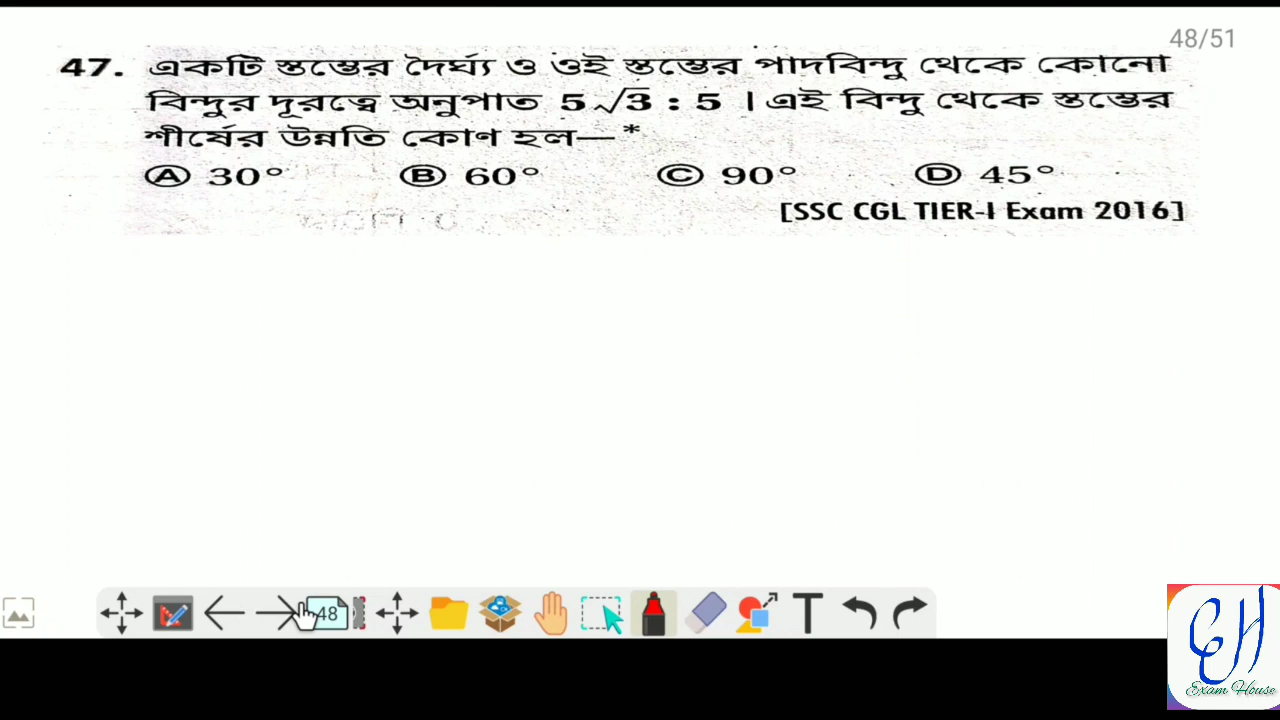 48/51
47. একটি স্তম্ভের দৈর্ঘ্য ও ওই স্তম্ভের পাদবিন্দু থেকে কোনো
বিন্দুর দূরত্বে অনুপাত 5√3 : 5 । এই বিন্দু থেকে স্তম্ভের
শীর্ষের উন্নতি কোণ হল—*
Ⓐ 30° Ⓑ 60° Ⓒ 90° Ⓓ 45°
[SSC CGL TIER-I Exam 2016]
48
T
EH
Exam House